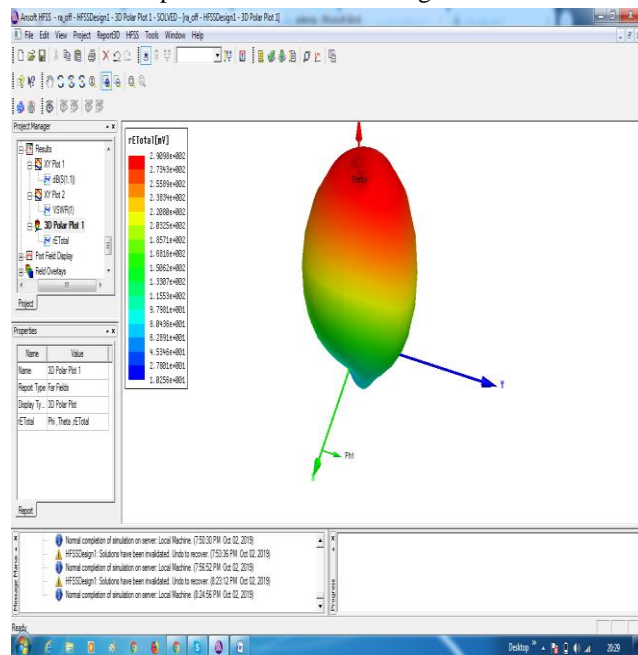 Ansoft HFSS - ra_off - HFSSDesign1 - 3D Polar Plot 1 - SOLVED - [ra_off - HFSSDesign1 - 3D Polar Plot 1]
File Edit View Project Report3D HFSS Tools Window Help
Project Manager
Results
XY Plot 1
dB(S(1,1))
XY Plot 2
VSWR(1)
3D Polar Plot 1
rETotal
Port Field Display
Field Overlays
Project
Properties
Name Value
Name 3D Polar Plot 1
Report Type Far Fields
Display Ty... 3D Polar Plot
rETotal Phi ,Theta ,rETotal
Report
rETotal[mV]
2.9098e+002
2.7343e+002
2.5589e+002
2.3834e+002
2.2080e+002
2.0325e+002
1.8571e+002
1.6816e+002
1.5062e+002
1.3307e+002
1.1553e+002
9.7981e+001
8.0436e+001
6.2891e+001
4.5346e+001
2.7801e+001
1.0256e+001
Theta
Y
Phi
Message Mana
Normal completion of simulation on server: Local Machine. (7:50:30 PM Oct 02, 2019)
HFSSDesign1: Solutions have been invalidated. Undo to recover. (7:53:36 PM Oct 02, 2019)
Normal completion of simulation on server: Local Machine. (7:56:52 PM Oct 02, 2019)
HFSSDesign1: Solutions have been invalidated. Undo to recover. (8:23:12 PM Oct 02, 2019)
Normal completion of simulation on server: Local Machine. (8:24:56 PM Oct 02, 2019)
Progress
Ready
Desktop
20:29